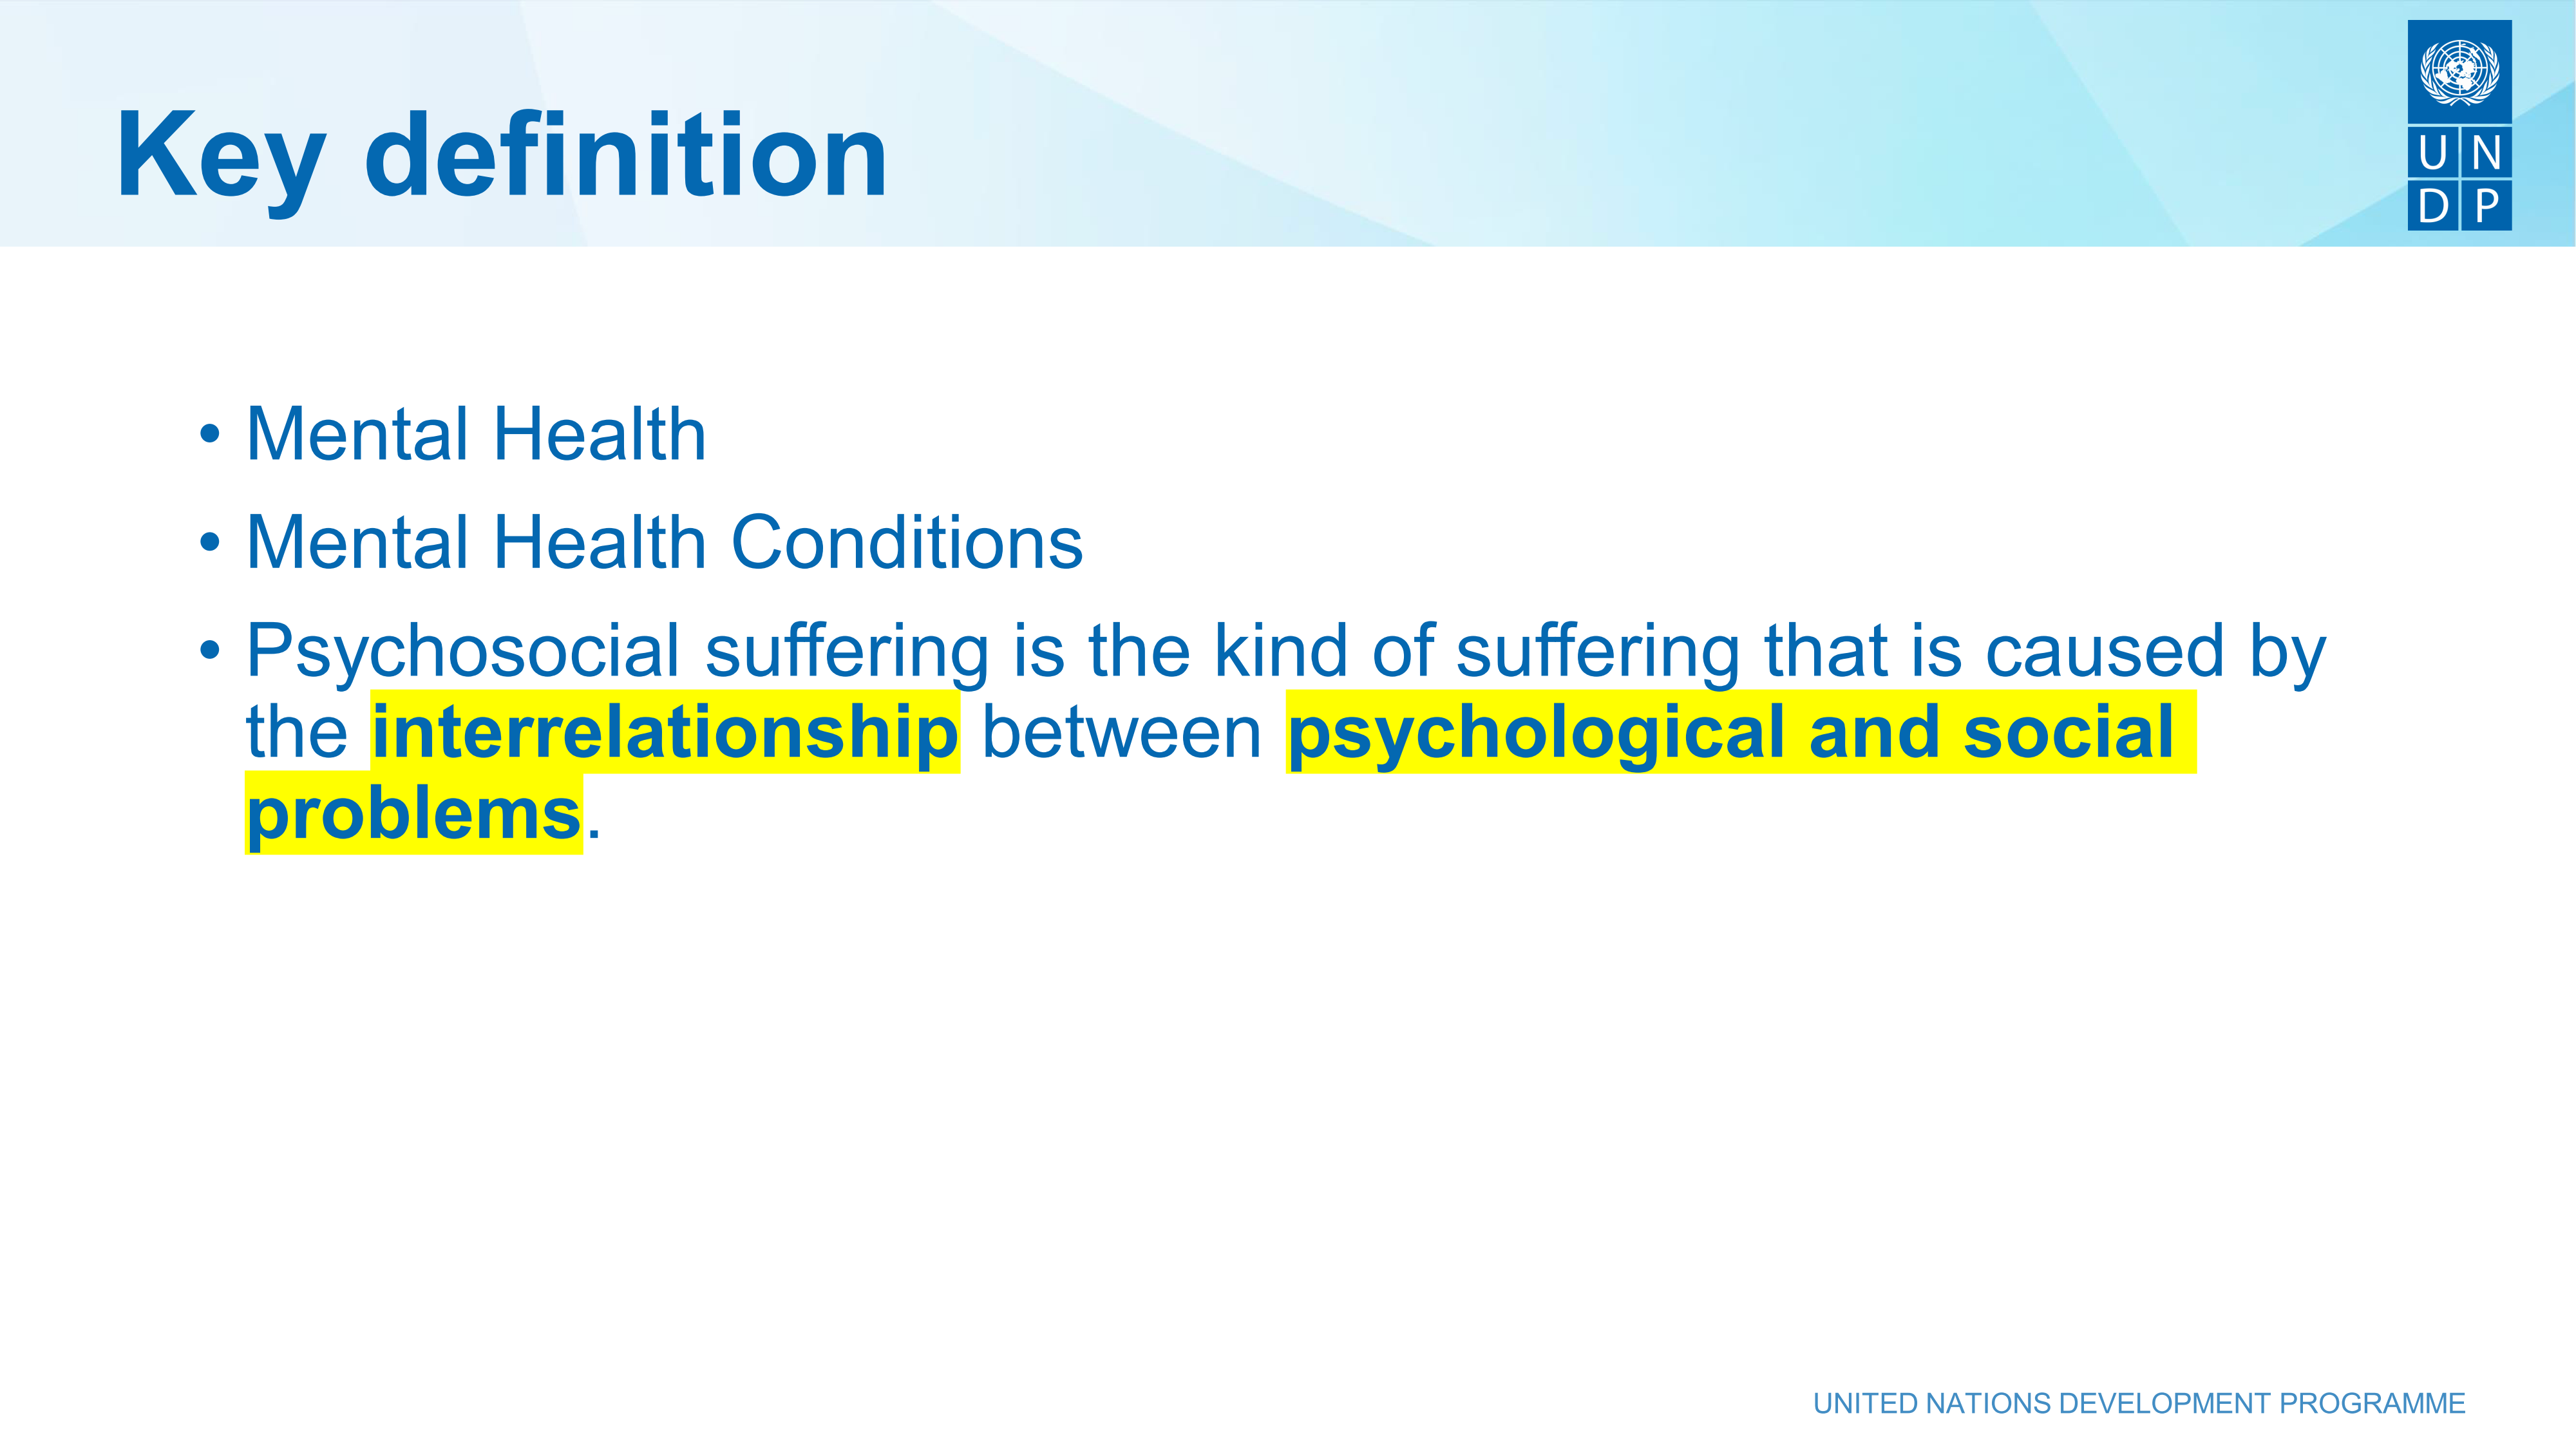 Key definition
U N
D P
• Mental Health
• Mental Health Conditions
• Psychosocial suffering is the kind of suffering that is caused by
the interrelationship between psychological and social
problems.
UNITED NATIONS DEVELOPMENT PROGRAMME